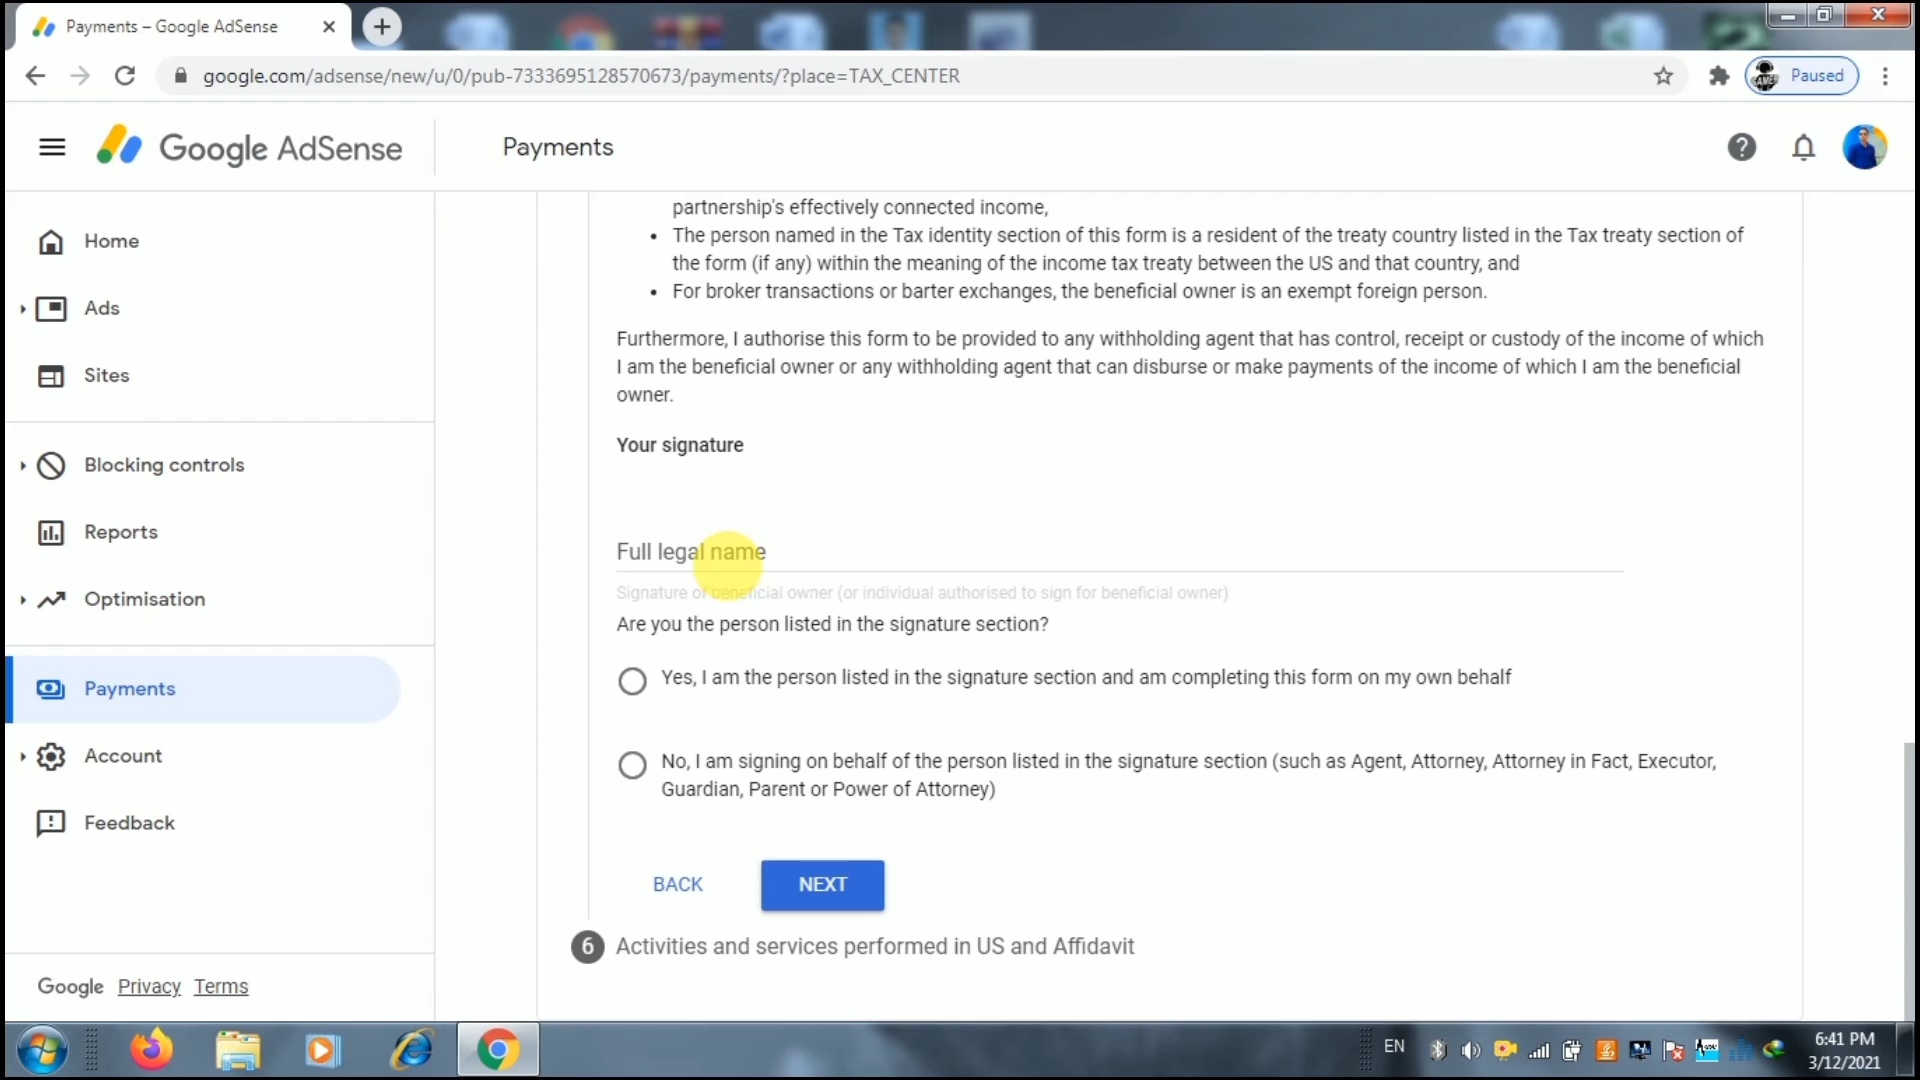 Payments – Google AdSense
google.com/adsense/new/u/0/pub-7333695128570673/payments/?place=TAX_CENTER
Paused
Google AdSense
Payments
Home
Ads
Sites
Blocking controls
Reports
Optimisation
Payments
Account
Feedback
Google Privacy Terms
partnership's effectively connected income,
• The person named in the Tax identity section of this form is a resident of the treaty country listed in the Tax treaty section of
the form (if any) within the meaning of the income tax treaty between the US and that country, and
• For broker transactions or barter exchanges, the beneficial owner is an exempt foreign person.
Furthermore, I authorise this form to be provided to any withholding agent that has control, receipt or custody of the income of which
I am the beneficial owner or any withholding agent that can disburse or make payments of the income of which I am the beneficial
owner.
Your signature
Full legal name
Signature of beneficial owner (or individual authorised to sign for beneficial owner)
Are you the person listed in the signature section?
Yes, I am the person listed in the signature section and am completing this form on my own behalf
No, I am signing on behalf of the person listed in the signature section (such as Agent, Attorney, Attorney in Fact, Executor,
Guardian, Parent or Power of Attorney)
BACK NEXT
6 Activities and services performed in US and Affidavit
EN
6:41 PM
3/12/2021